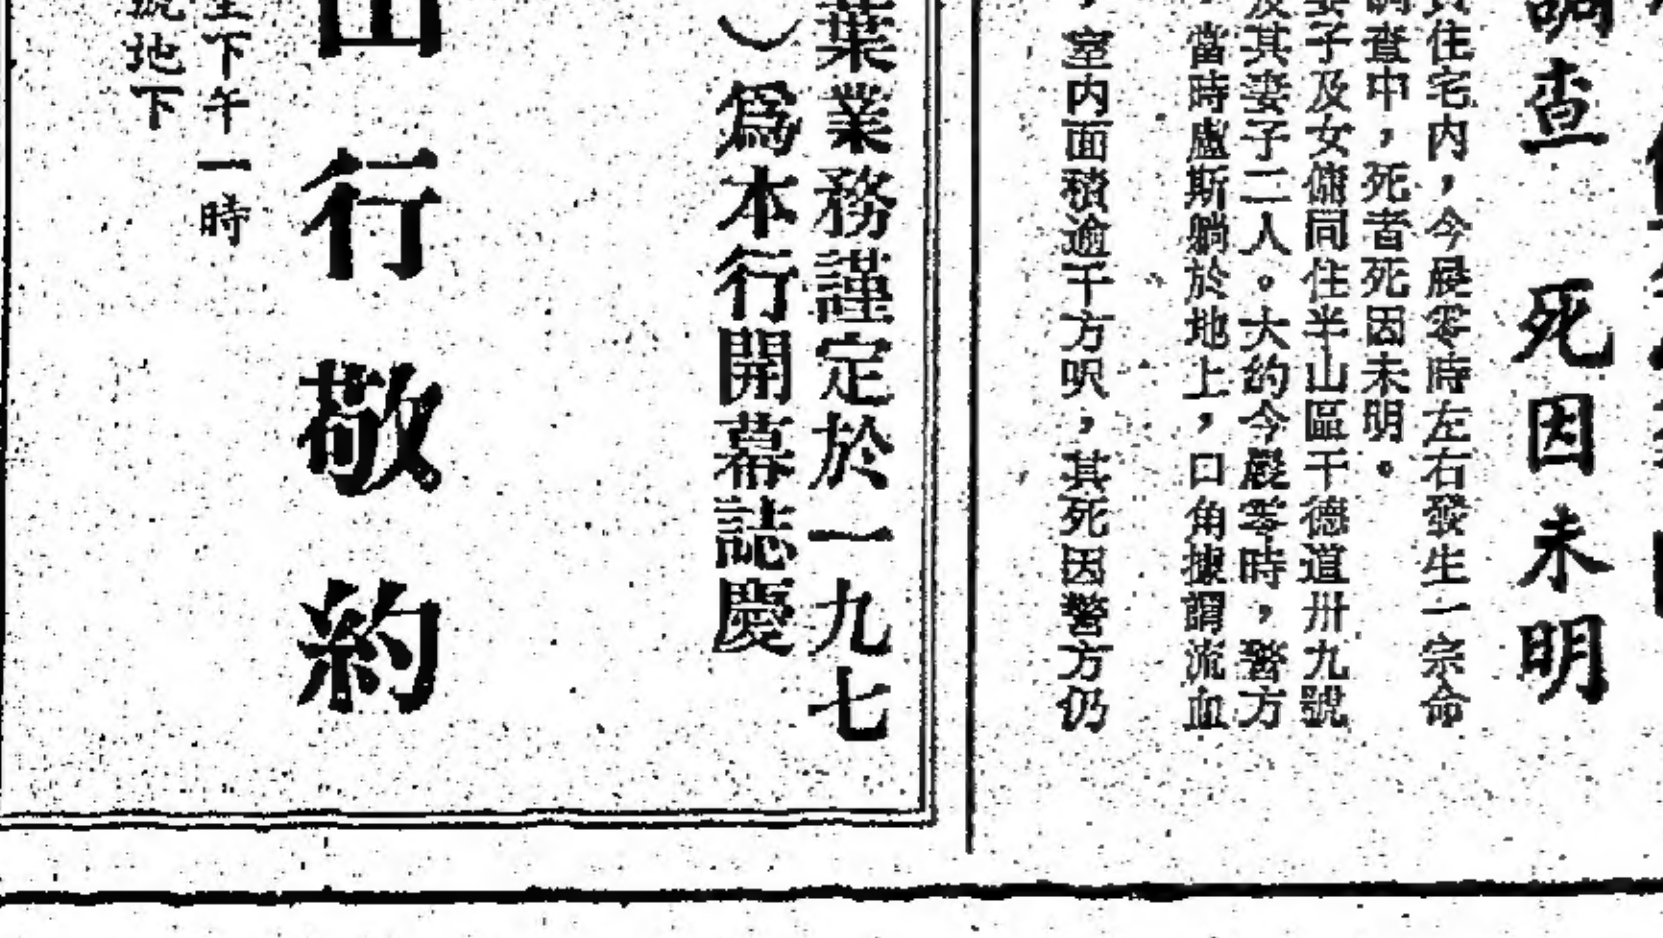 調查 死因未明
員住宅內，今晨零時左右發生一宗命
調查中，死者死因未明。
妻子及女傭同住半山區干德道卅九號
及其妻子二人。大約今晨零時，警方
，當時盧斯躺於地上，口角據謂流血
，室內面積逾千方呎，其死因警方仍
葉業務謹定於一九七
）為本行開幕誌慶
山行敬約
至下午一時
號地下